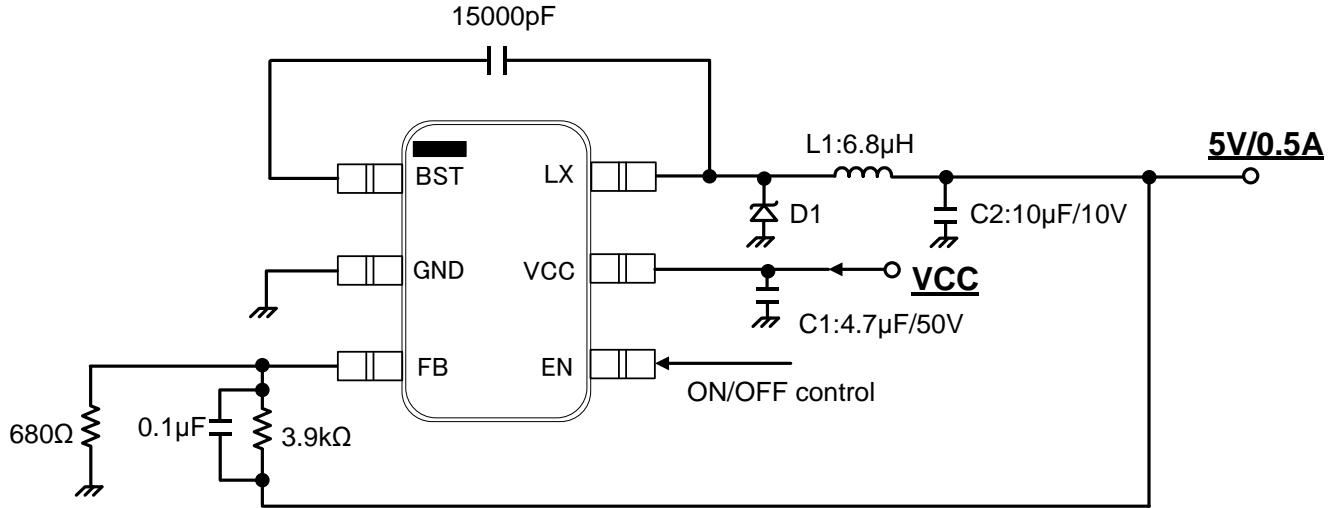 15000pF
L1:6.8µH
5V/0.5A
BST
LX
D1
C2:10µF/10V
GND
VCC
VCC
C1:4.7µF/50V
FB
EN
ON/OFF control
680Ω
0.1µF
3.9kΩ